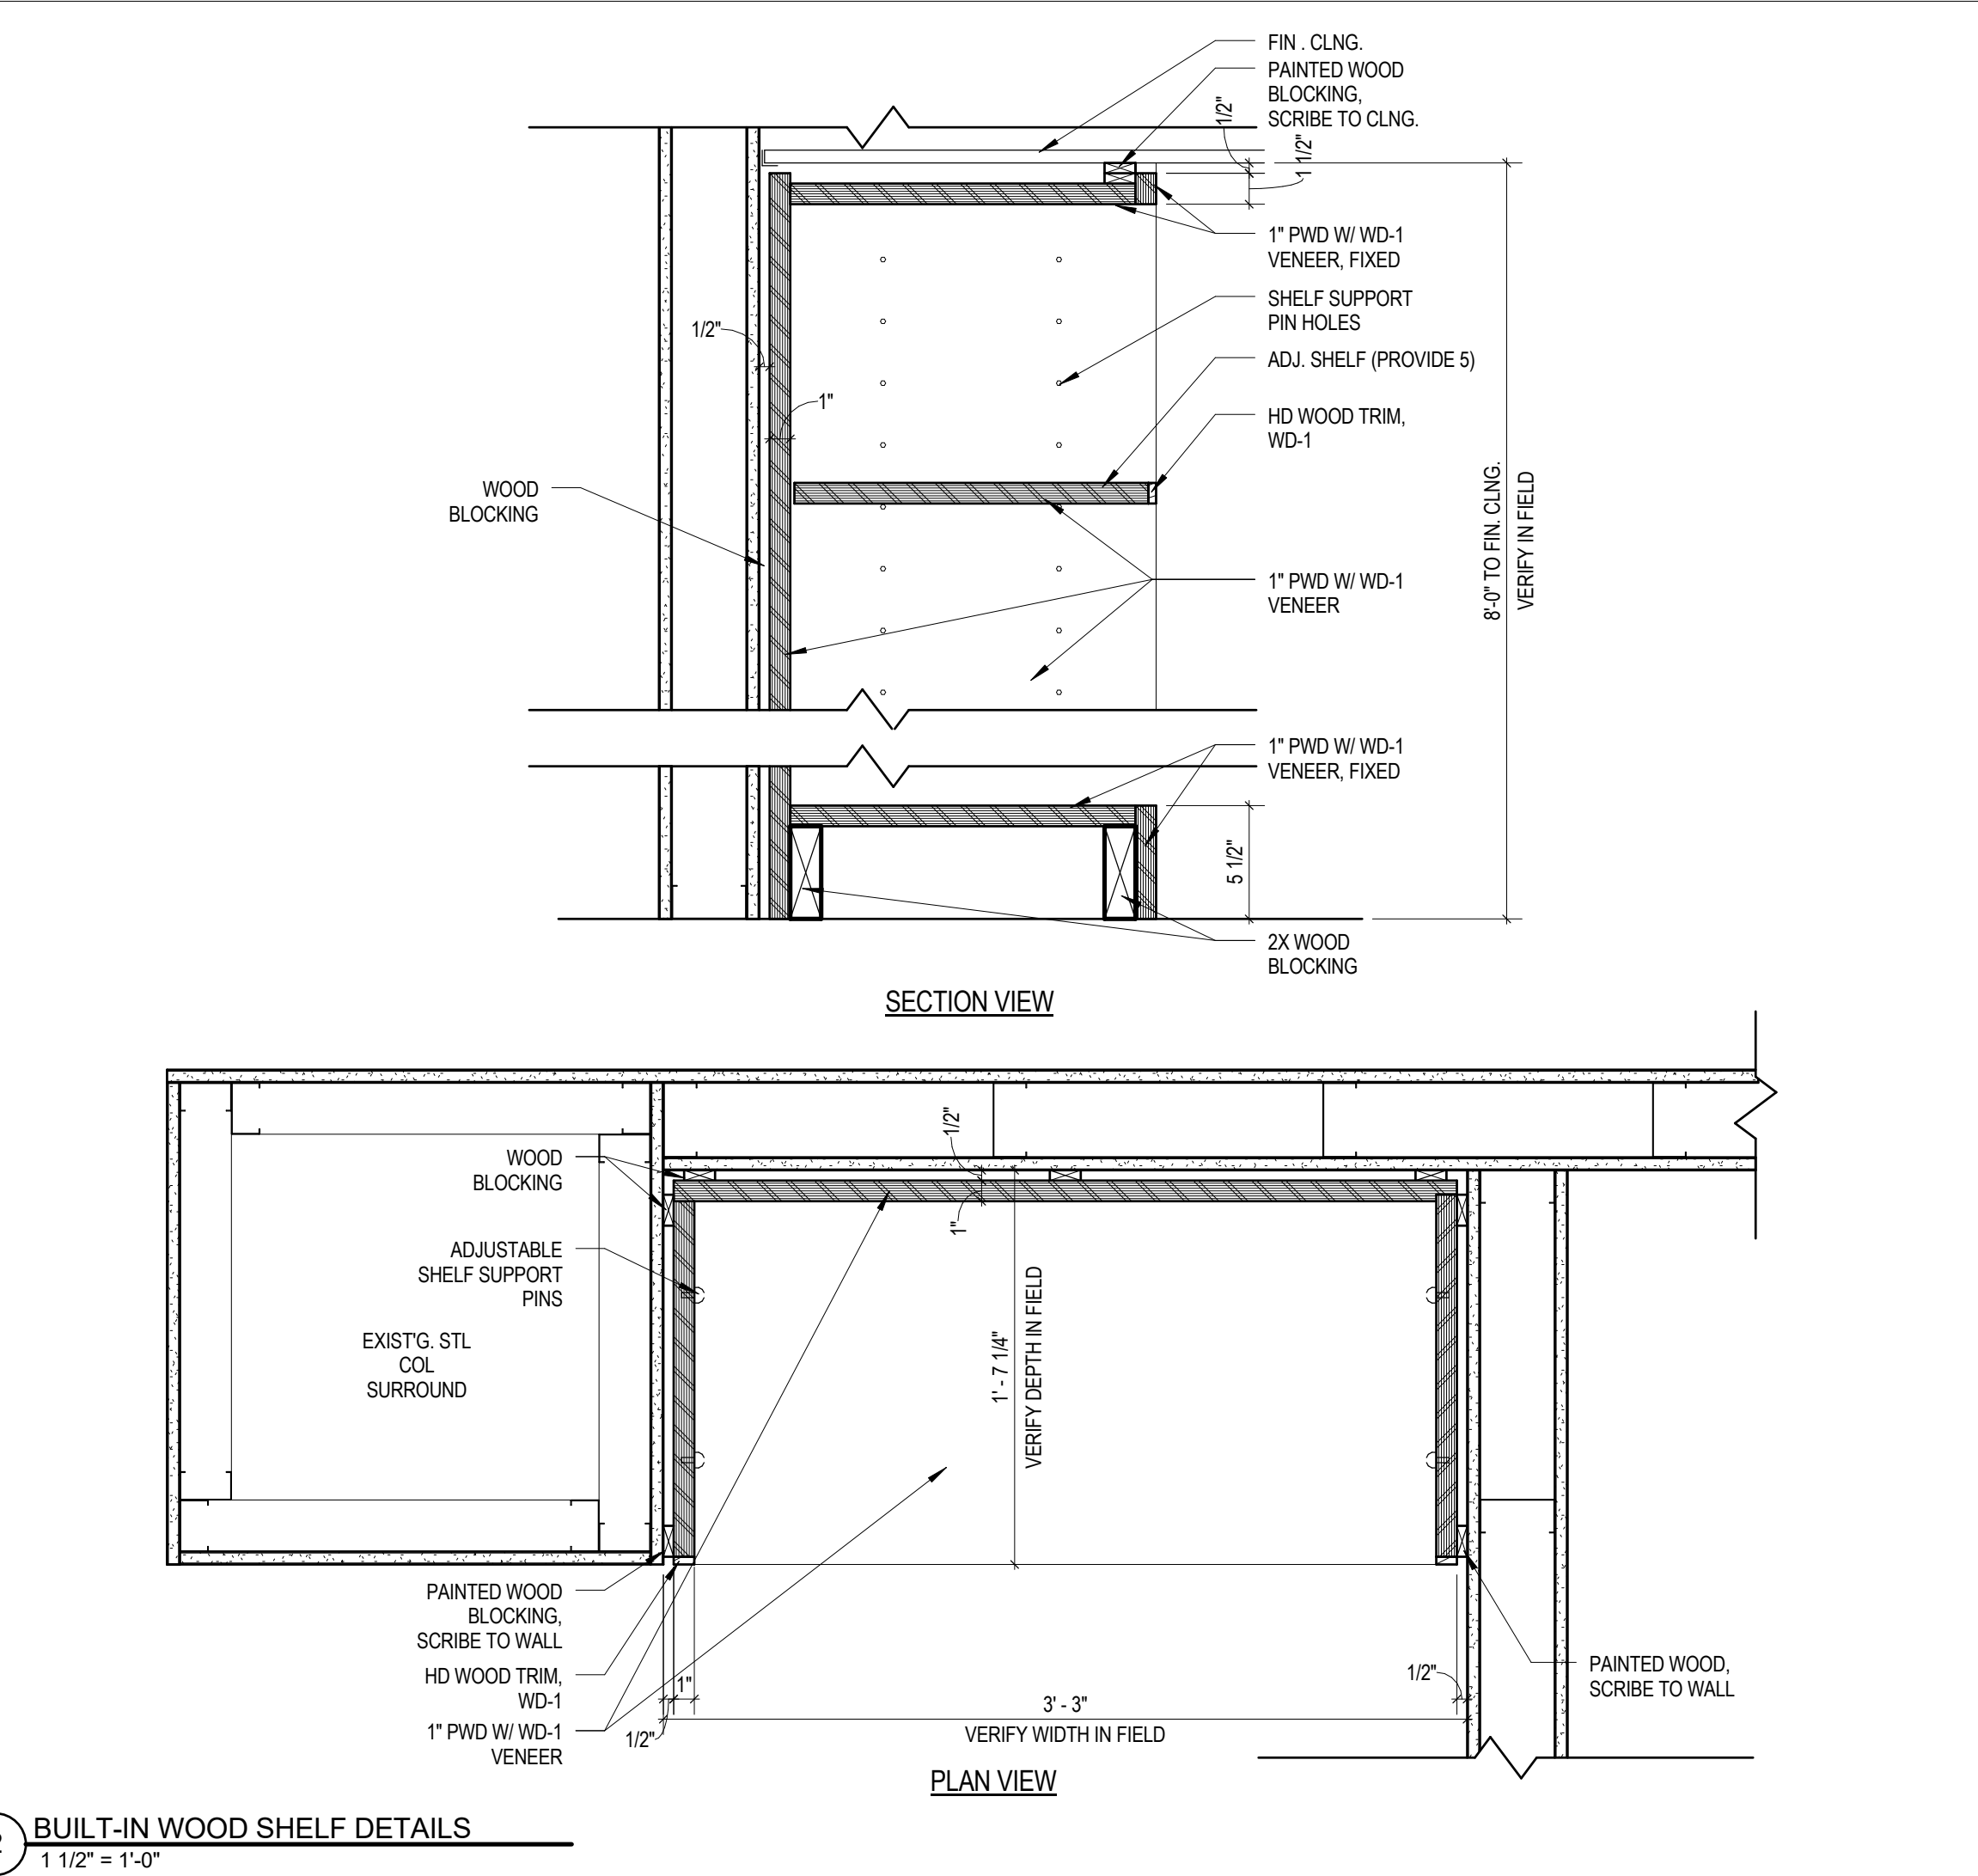 FIN . CLNG.
PAINTED WOOD
BLOCKING,
SCRIBE TO CLNG.
1/2"
1 1/2"
1" PWD W/ WD-1
VENEER, FIXED
SHELF SUPPORT
PIN HOLES
1/2"
ADJ. SHELF (PROVIDE 5)
1"
HD WOOD TRIM,
WD-1
WOOD
BLOCKING
8'-0" TO FIN. CLNG.
VERIFY IN FIELD
1" PWD W/ WD-1
VENEER
1" PWD W/ WD-1
VENEER, FIXED
5 1/2"
2X WOOD
BLOCKING
SECTION VIEW
1/2"
WOOD
BLOCKING
1"
ADJUSTABLE
SHELF SUPPORT
PINS
EXIST'G. STL
COL
SURROUND
1' - 7 1/4"
VERIFY DEPTH IN FIELD
PAINTED WOOD
BLOCKING,
SCRIBE TO WALL
HD WOOD TRIM,
WD-1
1" PWD W/ WD-1
VENEER
1"
1/2"
3' - 3"
VERIFY WIDTH IN FIELD
1/2"
PAINTED WOOD,
SCRIBE TO WALL
PLAN VIEW
BUILT-IN WOOD SHELF DETAILS
1 1/2" = 1'-0"